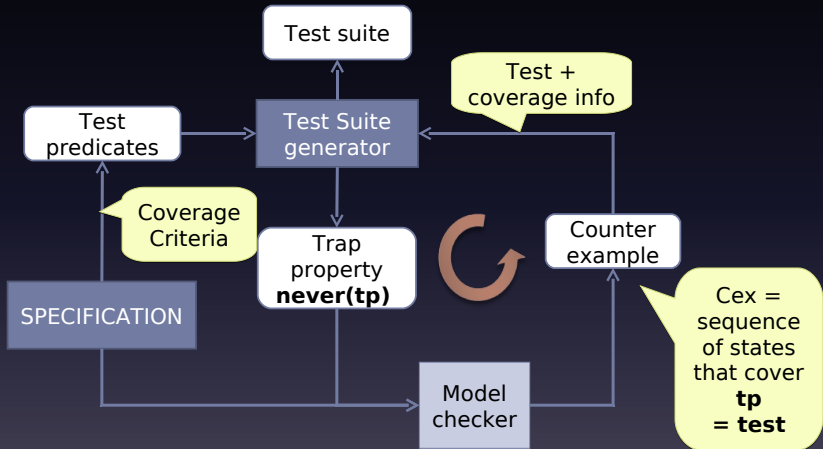 Test suite
Test +
coverage info
Test
predicates
Test Suite
generator
Coverage
Criteria
Trap
property
never(tp)
Counter
example
SPECIFICATION
Cex =
sequence
of states
that cover
tp
= test
Model
checker